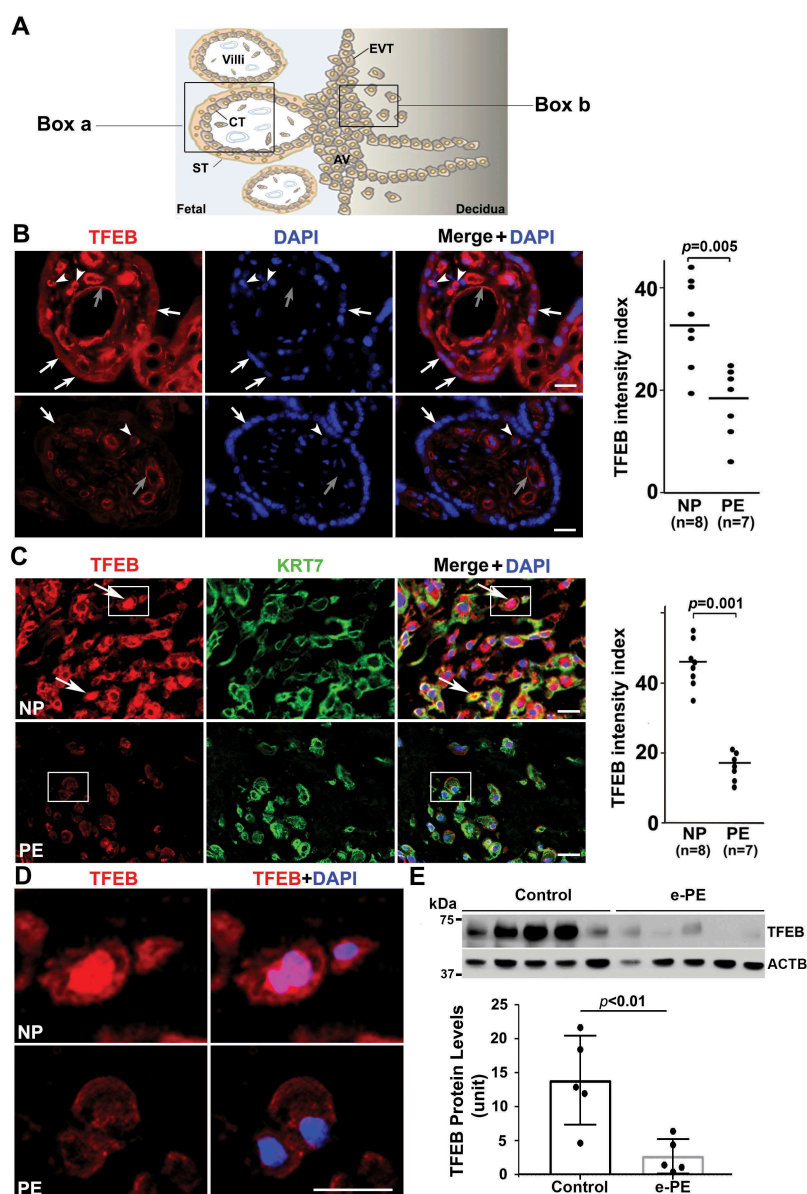 A
Villi
EVT
Box a
CT
Box b
ST
AV
Fetal
Decidua
B
TFEB
DAPI
Merge+DAPI
p=0.005
TFEB intensity index
40
20
0
NP
PE
(n=8)
(n=7)
C
TFEB
KRT7
Merge+DAPI
NP
PE
p=0.001
TFEB intensity index
40
20
0
NP
PE
(n=8)
(n=7)
D
TFEB
TFEB+DAPI
NP
PE
E
Control
e-PE
kDa
75
TFEB
37
ACTB
p<0.01
TFEB Protein Levels
(unit)
25
20
15
10
5
0
Control
e-PE